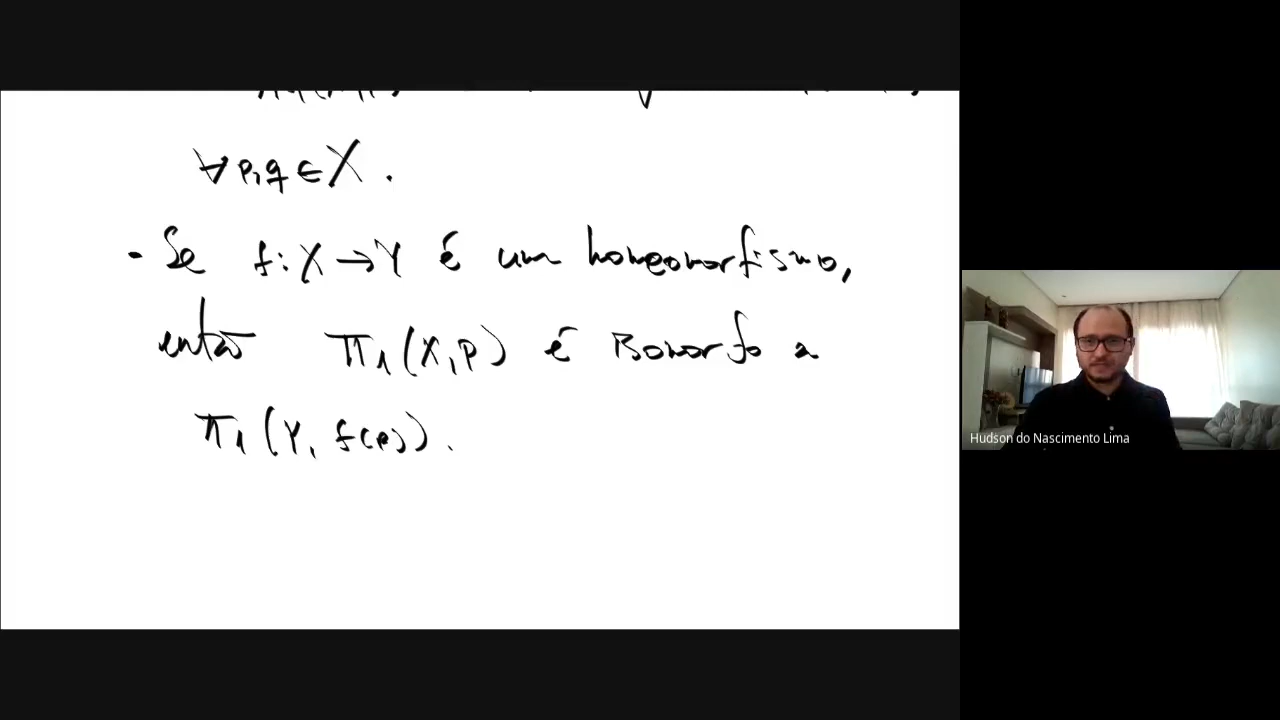 ∀ p,q ∈ X.
- Se f: X → Y é um homeomorfismo,
então π₁(X,p) é isomorfo a
π₁(Y, f(p)).
Hudson do Nascimento Lima